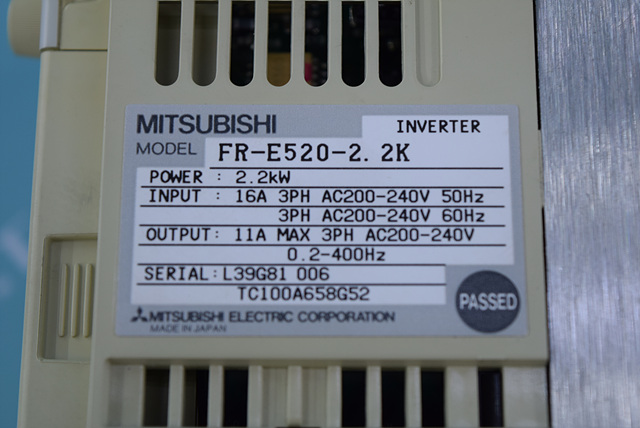 MITSUBISHI INVERTER
MODEL FR-E520-2.2K
POWER : 2.2kW
INPUT : 16A 3PH AC200-240V 50Hz
3PH AC200-240V 60Hz
OUTPUT: 11A MAX 3PH AC200-240V
0.2-400Hz
SERIAL: L39G81 006
TC100A658G52
PASSED
MITSUBISHI ELECTRIC CORPORATION
MADE IN JAPAN